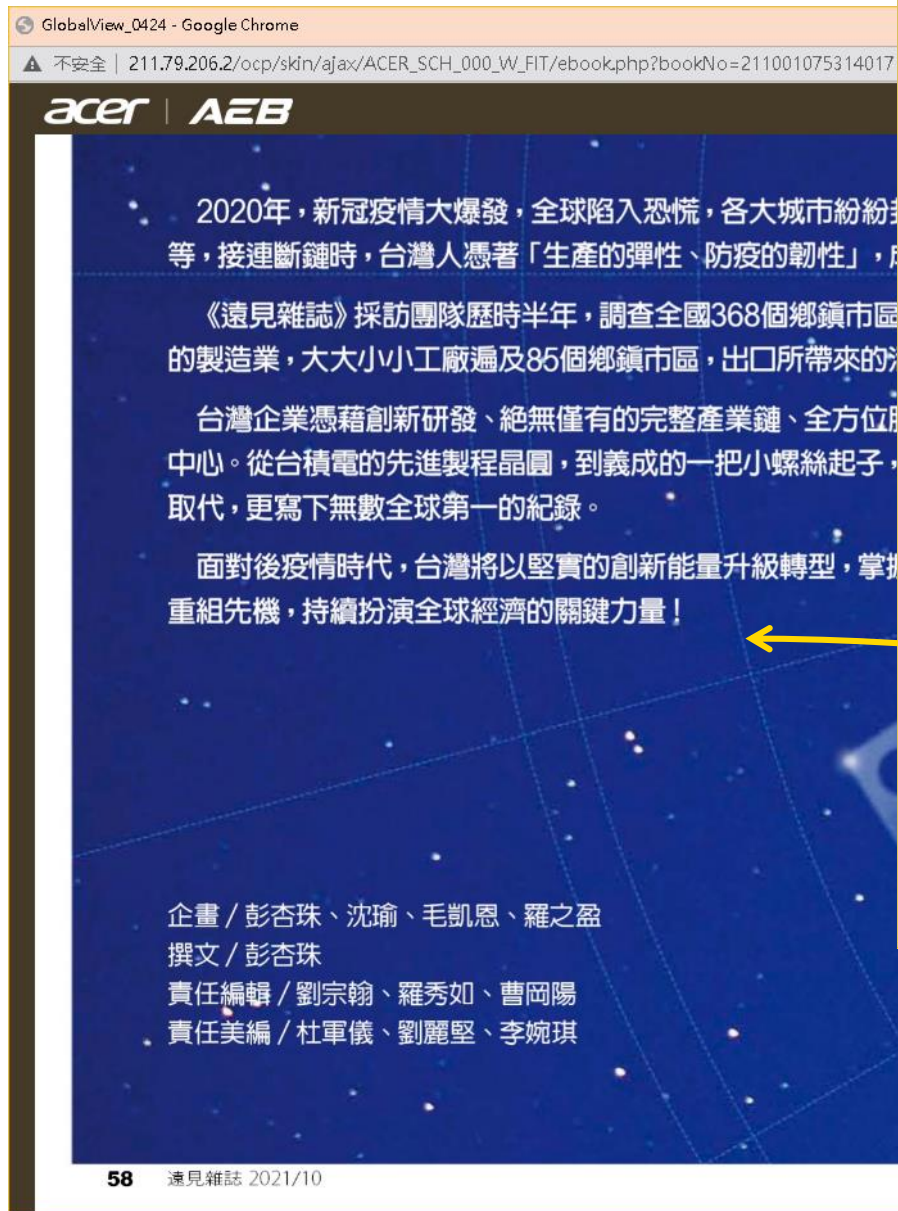 GlobalView_0424 - Google Chrome
不安全 | 211.79.206.2/ocp/skin/ajax/ACER_SCH_000_W_FIT/ebook.php?bookNo=211001075314017
acer | AEB
2020年，新冠疫情大爆發，全球陷入恐慌，各大城市紛紛
等，接連斷鏈時，台灣人憑著「生產的彈性、防疫的韌性」，
《遠見雜誌》採訪團隊歷時半年，調查全國368個鄉鎮市區
的製造業，大大小小工廠遍及85個鄉鎮市區，出口所帶來的
台灣企業憑藉創新研發、絕無僅有的完整產業鏈、全方位
中心。從台積電的先進製程晶圓，到義成的一把小螺絲起子，
取代，更寫下無數全球第一的紀錄。
面對後疫情時代，台灣將以堅實的創新能量升級轉型，掌
重組先機，持續扮演全球經濟的關鍵力量！
企畫 / 彭杏珠、沈瑜、毛凱恩、羅之盈
撰文 / 彭杏珠
責任編輯 / 劉宗翰、羅秀如、曹岡陽
責任美編 / 杜軍儀、劉麗堅、李婉琪
58 遠見雜誌 2021/10